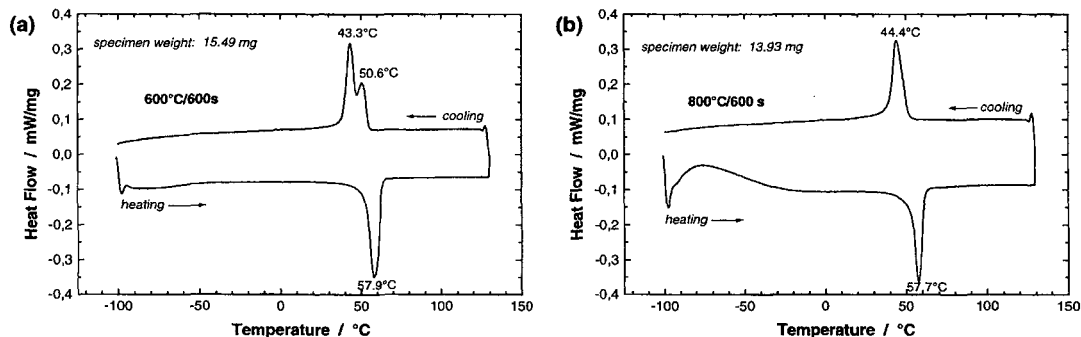 (a)
0,4
0,3
0,2
0,1
0,0
-0,1
-0,2
-0,3
-0,4
Heat Flow / mW/mg
specimen weight: 15.49 mg
43.3°C
50.6°C
600°C/600s
cooling
heating
57.9°C
-100 -50 0 50 100 150
Temperature / °C
(b)
0,4
0,3
0,2
0,1
0,0
-0,1
-0,2
-0,3
-0,4
Heat Flow / mW/mg
specimen weight: 13.93 mg
44.4°C
800°C/600 s
cooling
heating
57.7°C
-100 -50 0 50 100 150
Temperature / °C